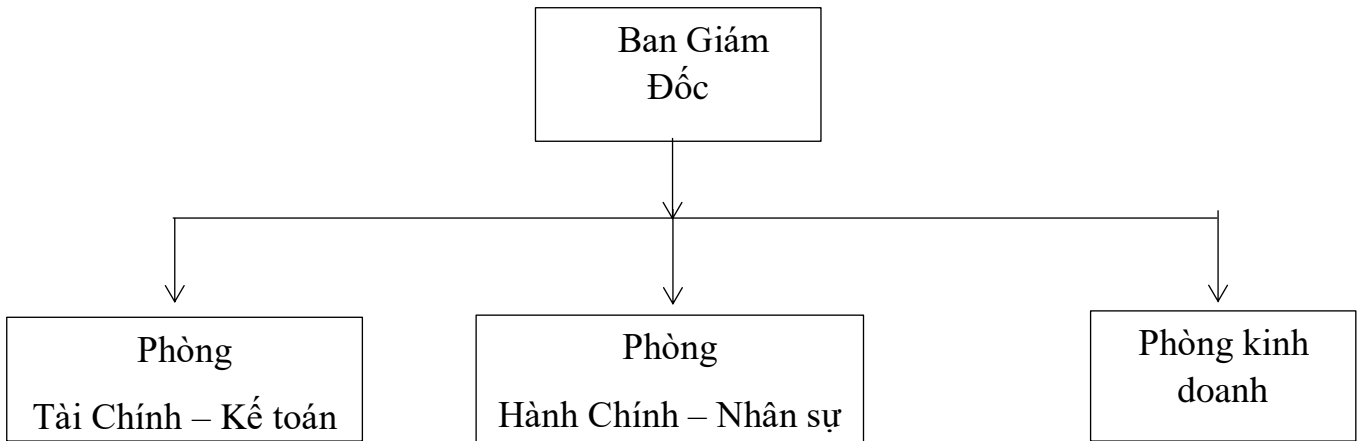 Ban Giám
Đốc
Phòng
Tài Chính – Kế toán
Phòng
Hành Chính – Nhân sự
Phòng kinh
doanh